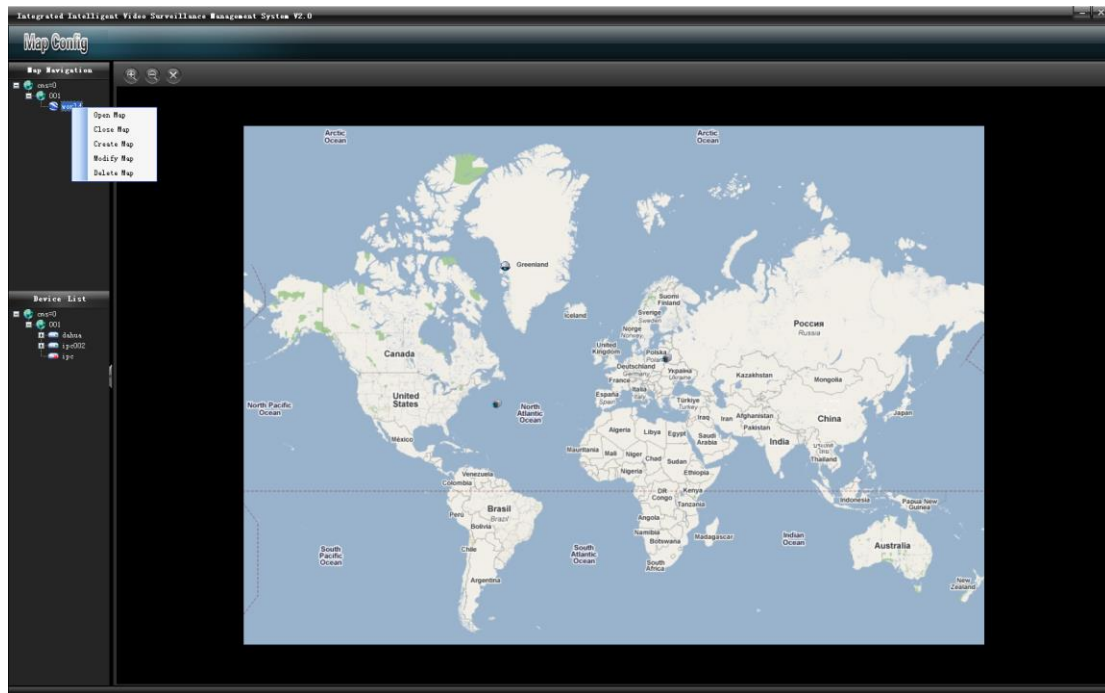 Integrated Intelligent Video Surveillance Management System V2.0
Map Config
Map Navigation
cms=0
001
world
Open Map
Close Map
Create Map
Modify Map
Delete Map
Device List
cms=0
001
dahua
ipc002
ipc
Arctic
Ocean
Arctic
Ocean
Greenland
Iceland
Suomi
Finland
Sverige
Sweden
Norge
Norway
Россия
Russia
United
Kingdom
Polska
Poland
Deutschland
Germany
Україна
Ukraine
France
Italia
Italy
España
Spain
Türkiye
Turkey
Kazakhstan
Mongolia
Canada
United
States
North Pacific
Ocean
North
Atlantic
Ocean
China
Japan
Iraq
Iran
Afghanistan
Pakistan
Algeria
Libya
Egypt
Saudi
Arabia
India
Thailand
México
Mauritania
Mali
Niger
Chad
Sudan
Nigeria
Ethiopia
Venezuela
Colombia
DR
Congo
Kenya
Tanzania
Indonesia
Papua New
Guinea
Perú
Brasil
Brazil
Bolivia
Angola
Namibia
Botswana
Madagascar
Indian
Ocean
Australia
South
Pacific
Ocean
Chile
South
Atlantic
Ocean
South
Africa
Argentina
New
Zealand